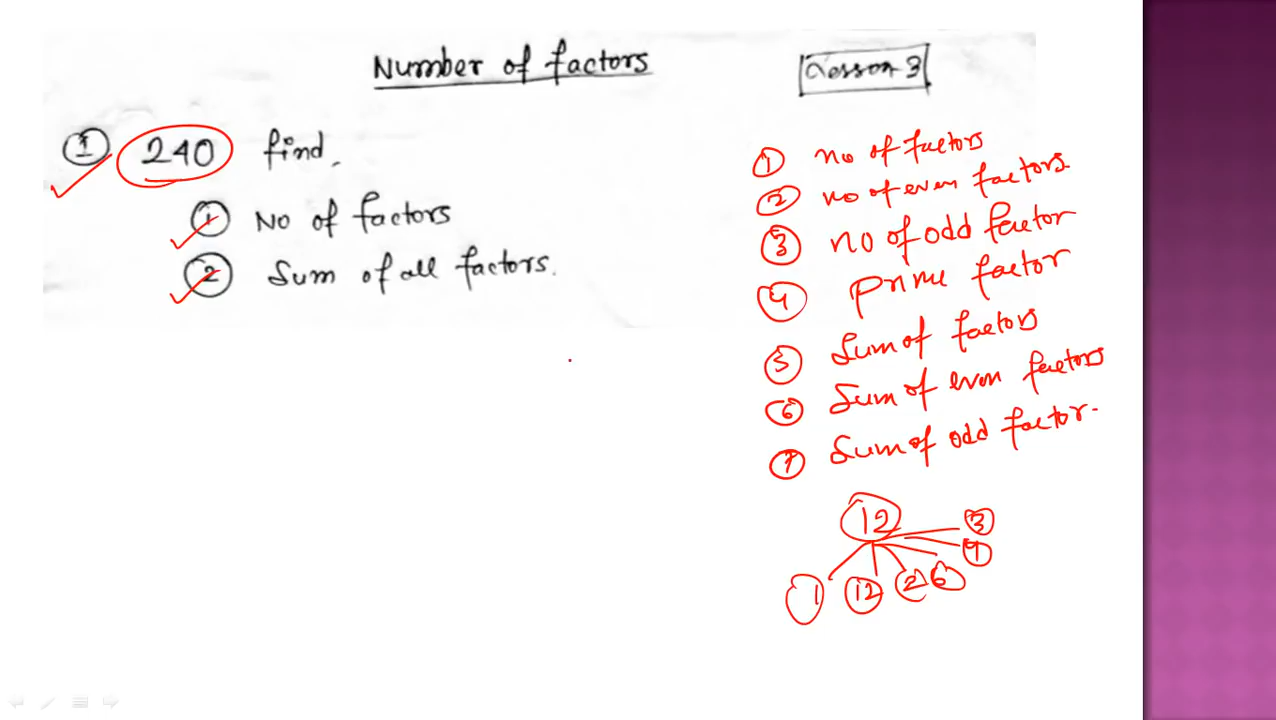 Number of factors
Lesson 3
1 240 find.
1 No of factors
2 Sum of all factors.
1 no of factors
2 no of even factors.
3 no of odd factor
4 prime factor
5 Sum of factors
6 Sum of even factors
7 Sum of odd factor.
12
3
4
1 12 2 6